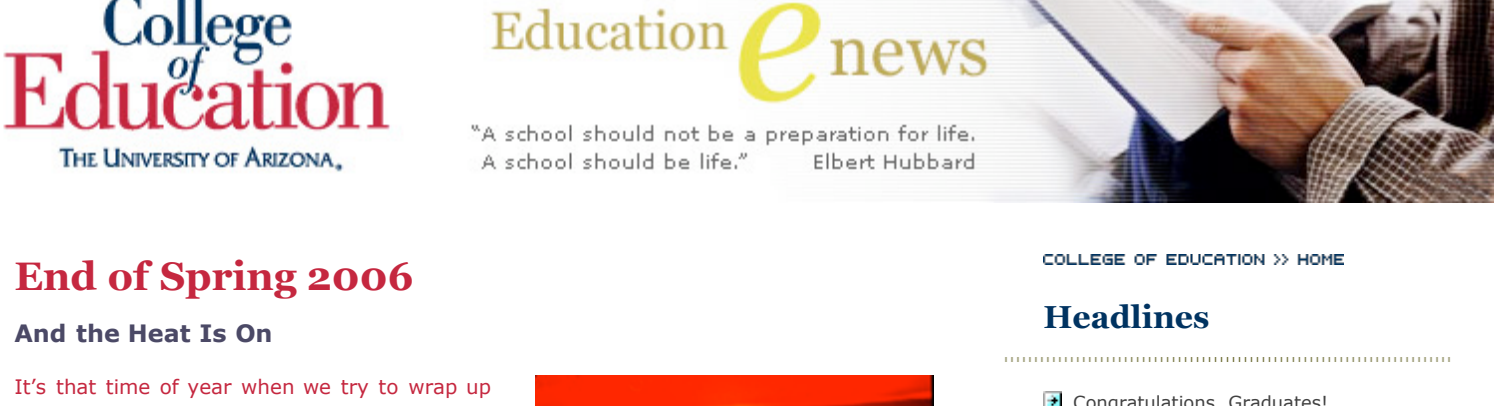 College
of
Education
THE UNIVERSITY OF ARIZONA®
Education e news
“A school should not be a preparation for life.
A school should be life.” Elbert Hubbard
End of Spring 2006
And the Heat Is On
It’s that time of year when we try to wrap up
COLLEGE OF EDUCATION >> HOME
Headlines
Congratulations, Graduates!